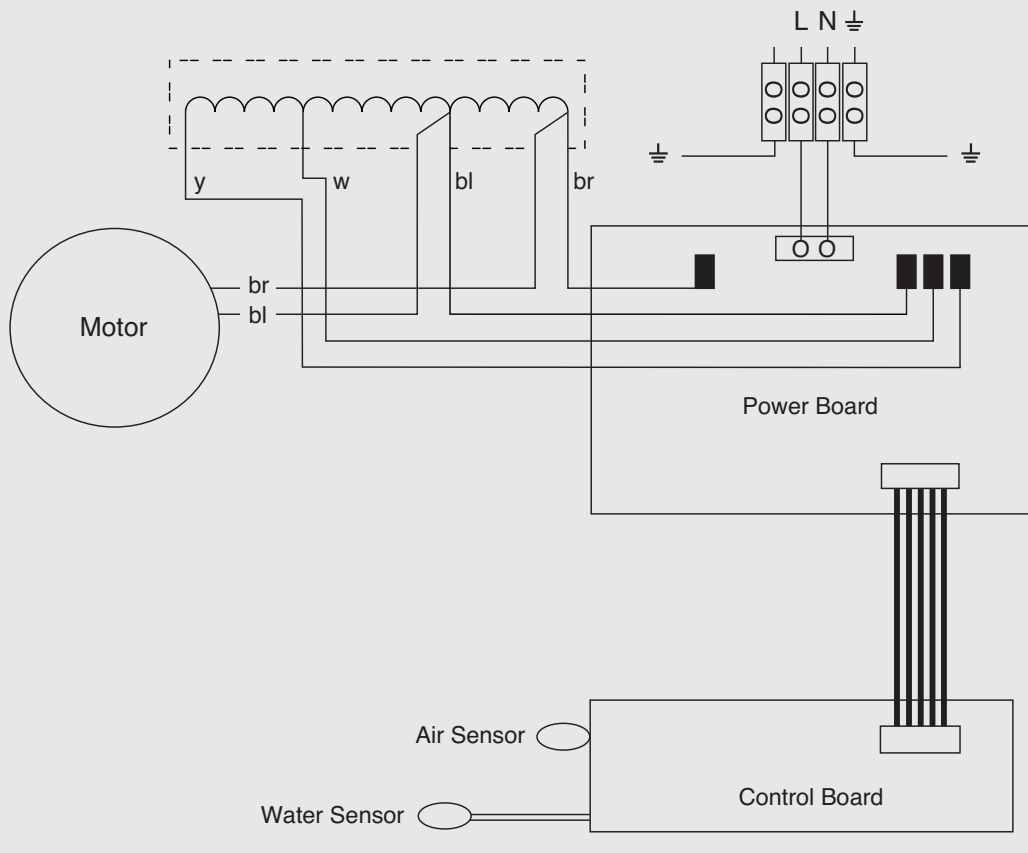 L N
y w bl br
br
bl
Motor
Power Board
Air Sensor
Control Board
Water Sensor